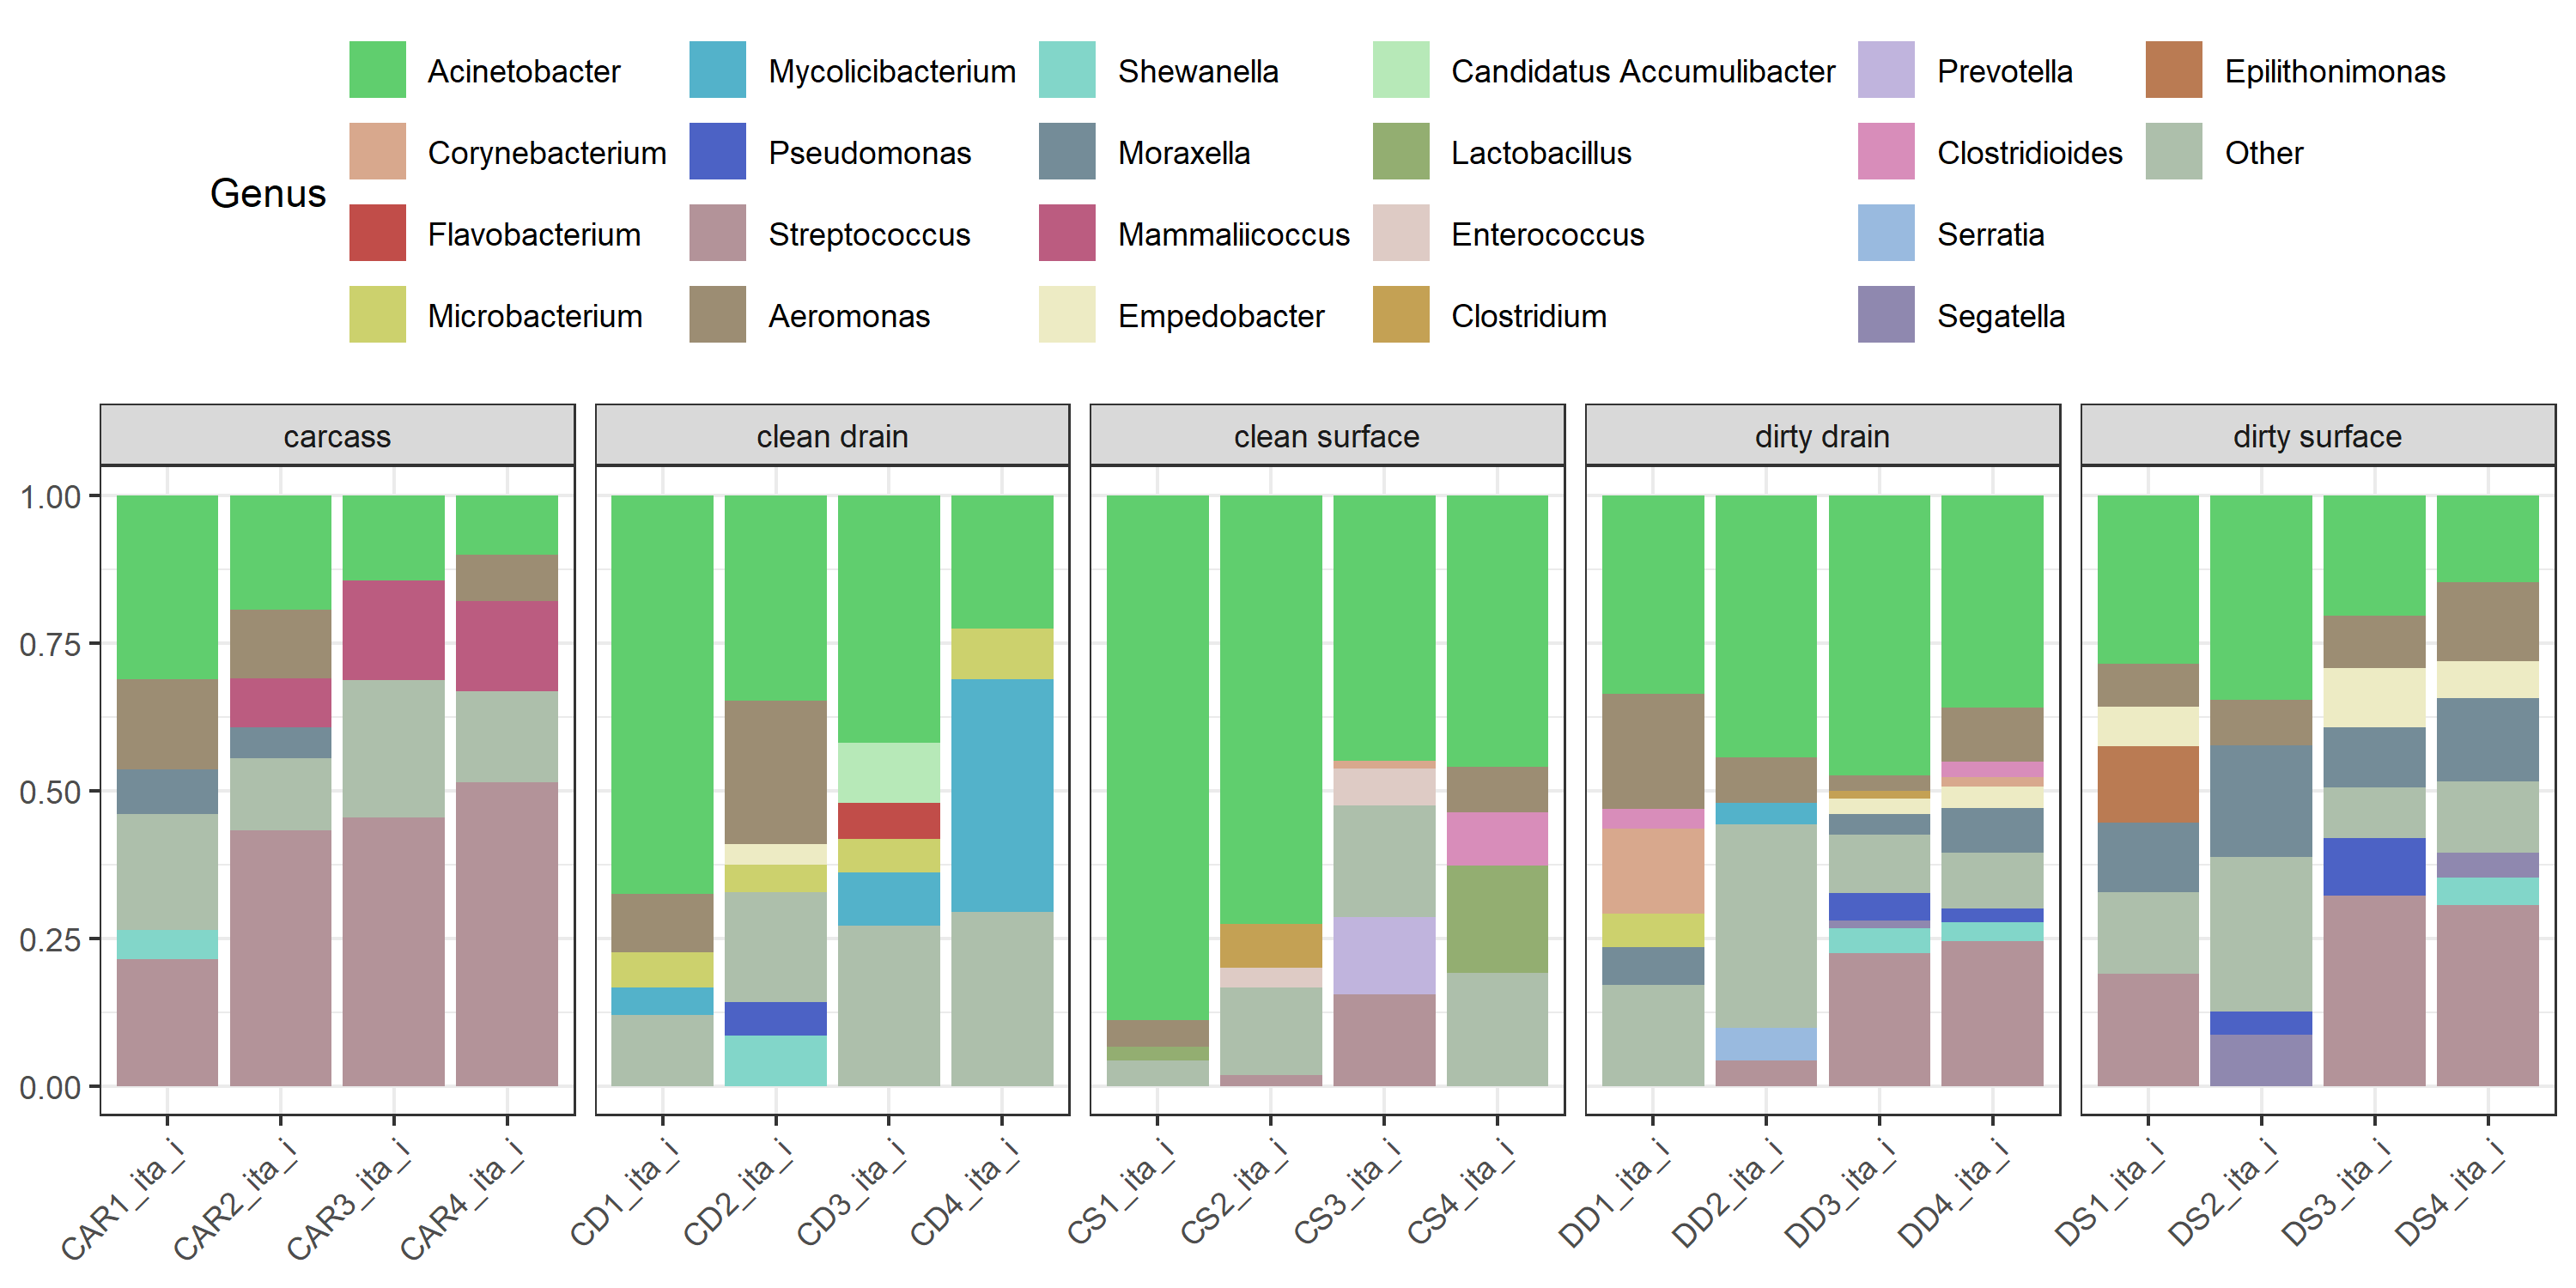 Genus
Acinetobacter Mycolicibacterium Shewanella Candidatus Accumulibacter Prevotella Epilithonimonas
Corynebacterium Pseudomonas Moraxella Lactobacillus Clostridioides Other
Flavobacterium Streptococcus Mammaliicoccus Enterococcus Serratia
Microbacterium Aeromonas Empedobacter Clostridium Segatella
carcass clean drain clean surface dirty drain dirty surface
1.00
0.75
0.50
0.25
0.00
CAR1_ita_i CAR2_ita_i CAR3_ita_i CAR4_ita_i CD1_ita_i CD2_ita_i CD3_ita_i CD4_ita_i CS1_ita_i CS2_ita_i CS3_ita_i CS4_ita_i DD1_ita_i DD2_ita_i DD3_ita_i DD4_ita_i DS1_ita_i DS2_ita_i DS3_ita_i DS4_ita_i